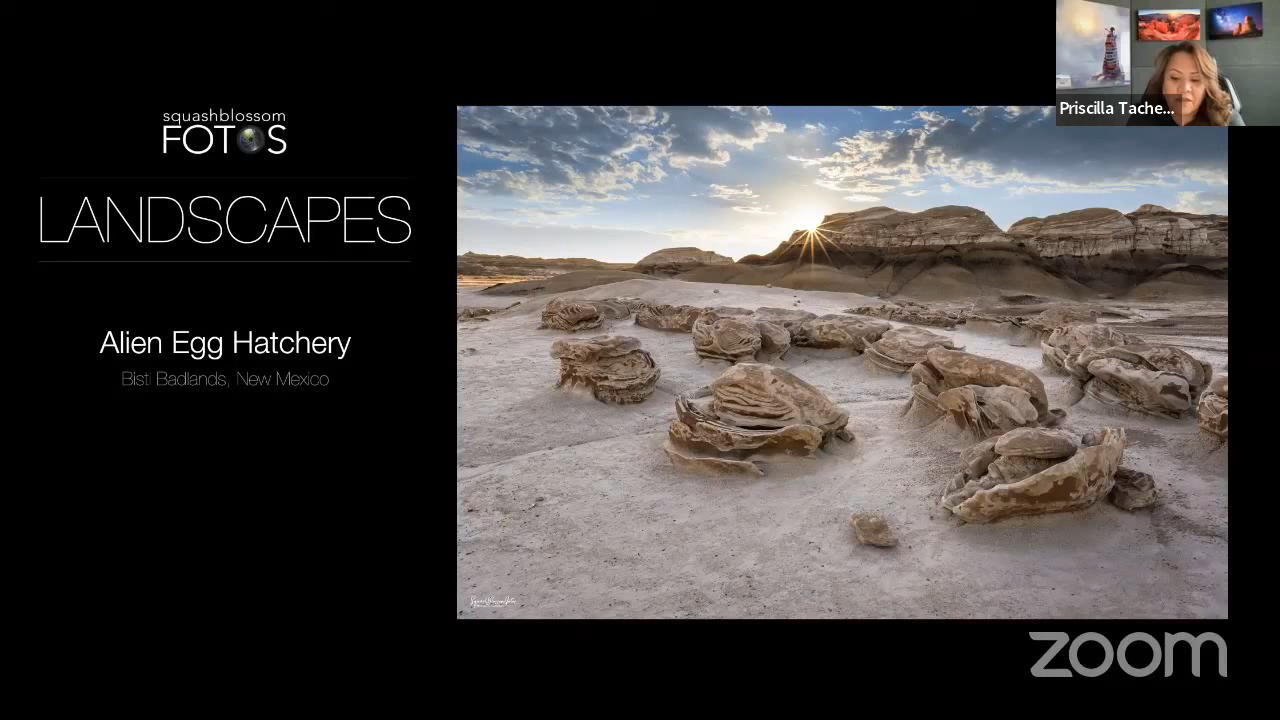 squashblossom
FOTOS
LANDSCAPES
Alien Egg Hatchery
Bisti Badlands, New Mexico
Priscilla Tache...
zoom